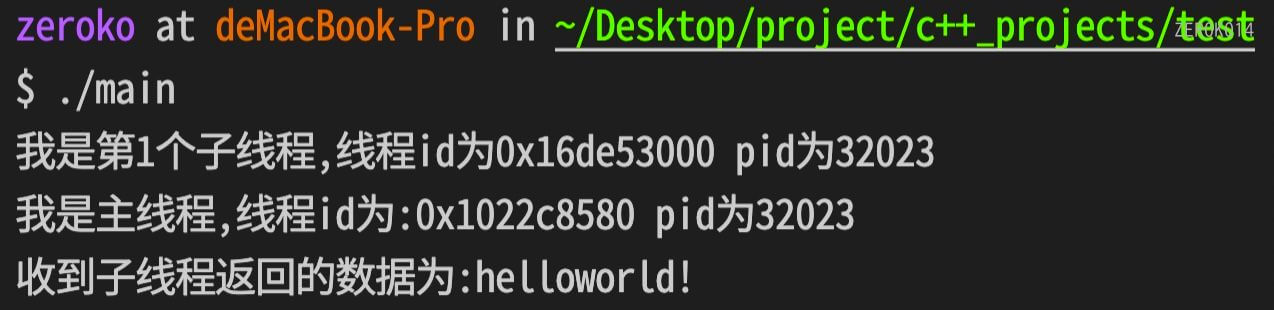 zeroko at deMacBook-Pro in ~/Desktop/project/c++_projects/test
ZEROKO14
$ ./main
我是第1个子线程,线程id为0x16de53000 pid为32023
我是主线程,线程id为:0x1022c8580 pid为32023
收到子线程返回的数据为:helloworld!